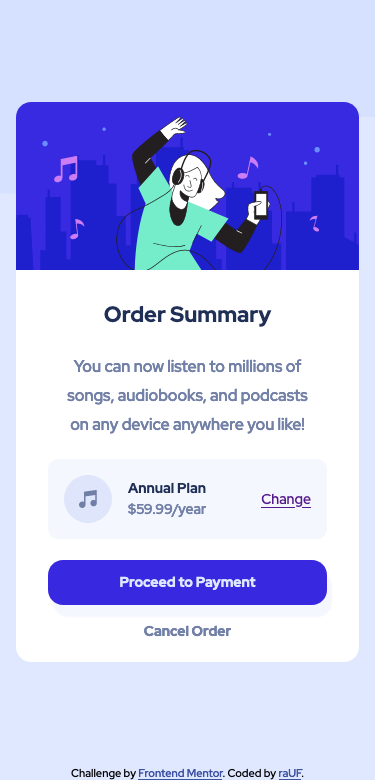 Order Summary
You can now listen to millions of
songs, audiobooks, and podcasts
on any device anywhere you like!
Annual Plan
$59.99/year
Change
Proceed to Payment
Cancel Order
Challenge by Frontend Mentor. Coded by raUF.